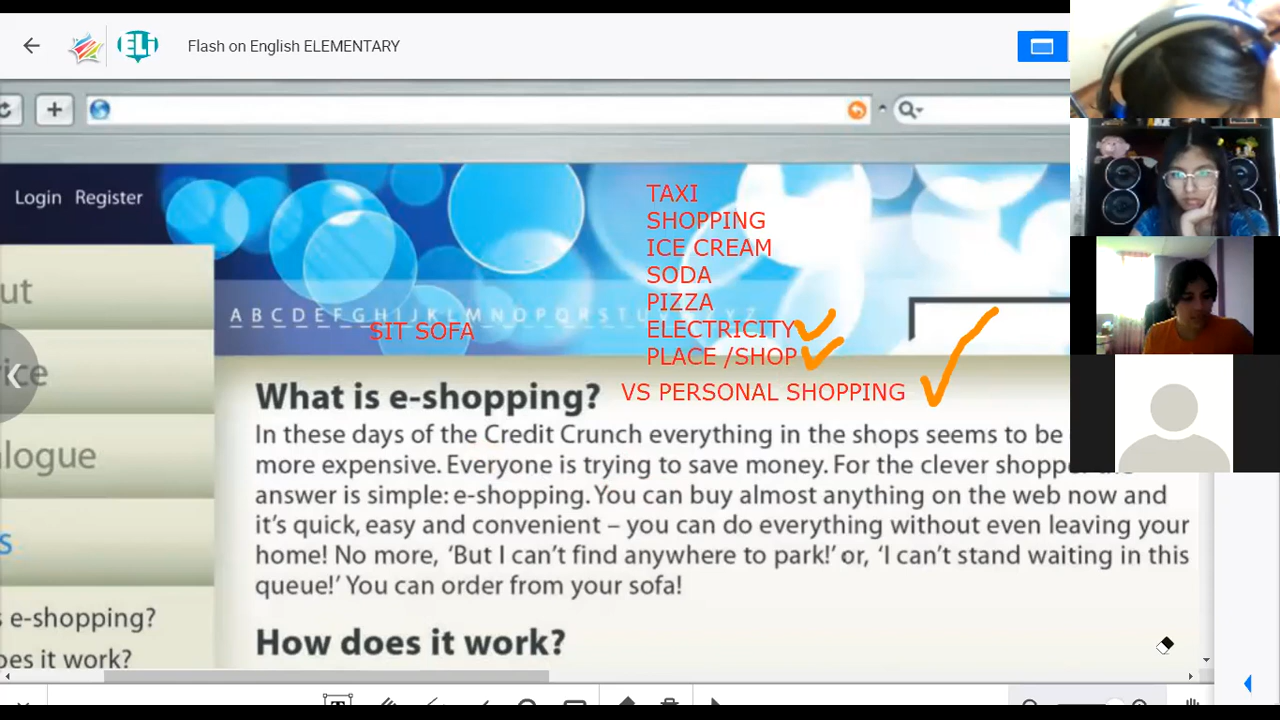 ELi
Flash on English ELEMENTARY
Login Register
TAXI
SHOPPING
ICE CREAM
SODA
PIZZA
ELECTRICITY
PLACE /SHOP
VS PERSONAL SHOPPING
A B C D E F G H I J K L M N O P Q R S T U
SIT SOFA
ut
ice
alogue
s
s e-shopping?
oes it work?
What is e-shopping?
In these days of the Credit Crunch everything in the shops seems to be
more expensive. Everyone is trying to save money. For the clever shopper
answer is simple: e-shopping. You can buy almost anything on the web now and
it's quick, easy and convenient – you can do everything without even leaving your
home! No more, 'But I can't find anywhere to park!' or, 'I can't stand waiting in this
queue!' You can order from your sofa!
How does it work?